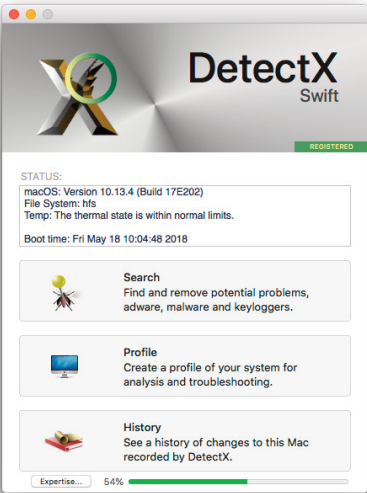 DetectX
Swift
REGISTERED
STATUS:
macOS: Version 10.13.4 (Build 17E202)
File System: hfs
Temp: The thermal state is within normal limits.
Boot time: Fri May 18 10:04:48 2018
Search
Find and remove potential problems,
adware, malware and keyloggers.
Profile
Create a profile of your system for
analysis and troubleshooting.
History
See a history of changes to this Mac
recorded by DetectX.
Expertise... 54%